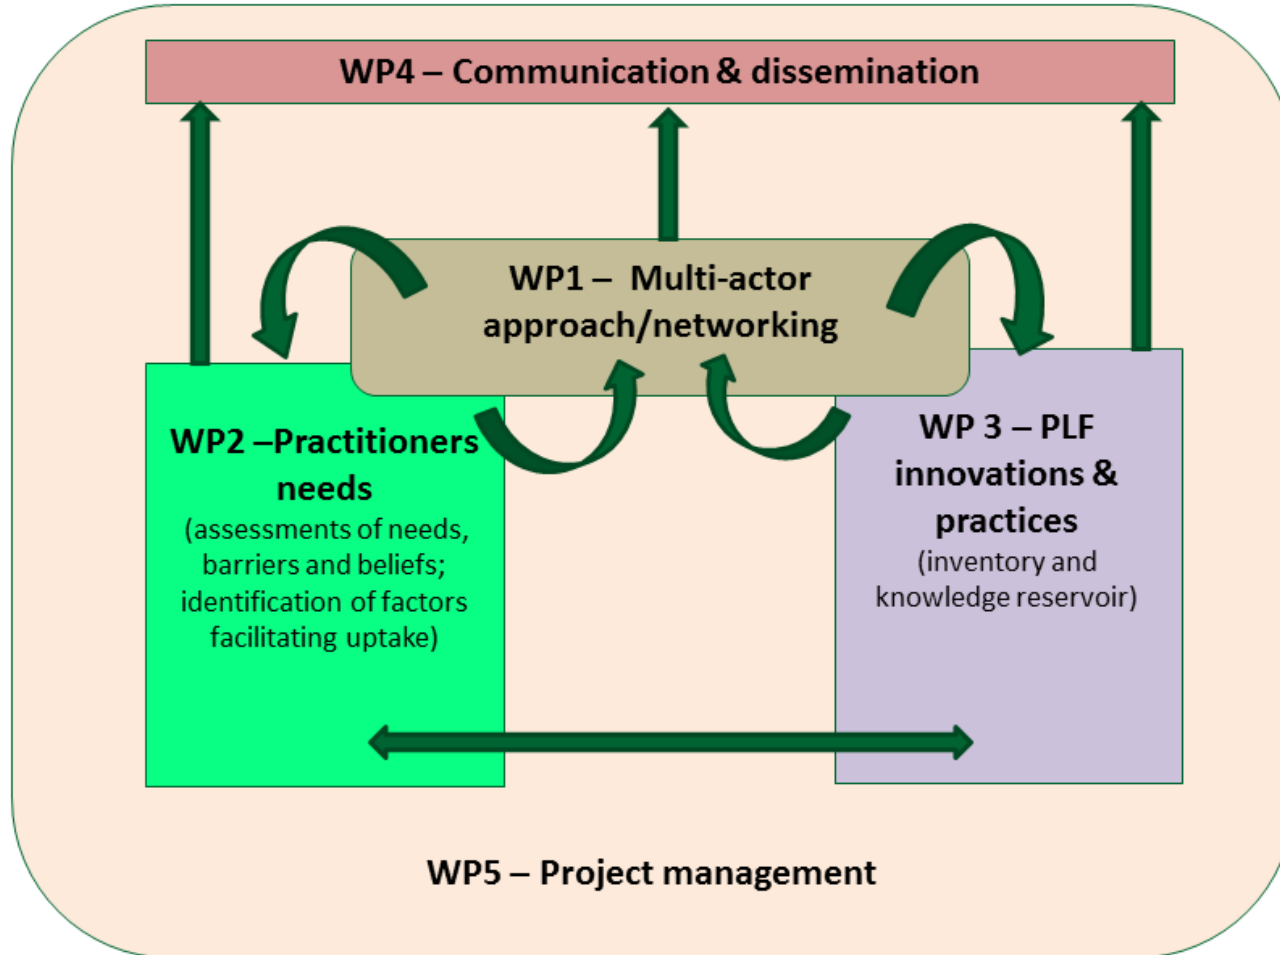 WP4 – Communication & dissemination
WP1 –  Multi-actor
approach/networking
WP2 –Practitioners
needs
(assessments of needs,
barriers and beliefs;
identification of factors
facilitating uptake)
WP 3 – PLF
innovations &
practices
(inventory and
knowledge reservoir)
WP5 – Project management